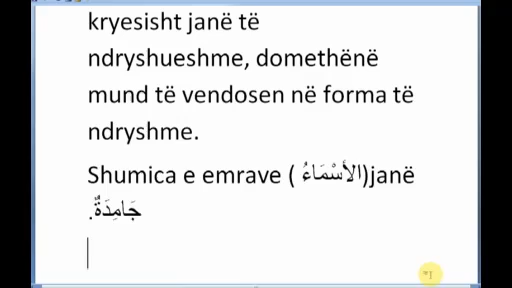 kryesisht janë të
ndryshueshme, domethënë
mund të vendosen në forma të
ndryshme.
Shumica e emrave ( الأَسْمَاءُ)janë
جَامِدَةٌ.